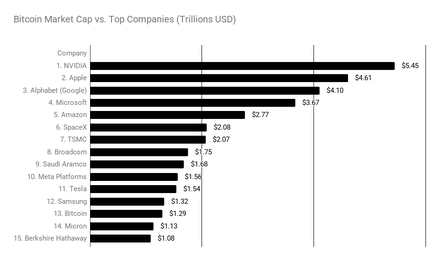 Bitcoin Market Cap vs. Top Companies (Trillions USD)
Company
1. NVIDIA $5.45
2. Apple $4.61
3. Alphabet (Google) $4.10
4. Microsoft $3.67
5. Amazon $2.77
6. SpaceX $2.08
7. TSMC $2.07
8. Broadcom $1.75
9. Saudi Aramco $1.68
10. Meta Platforms $1.56
11. Tesla $1.54
12. Samsung $1.32
13. Bitcoin $1.29
14. Micron $1.13
15. Berkshire Hathaway $1.08